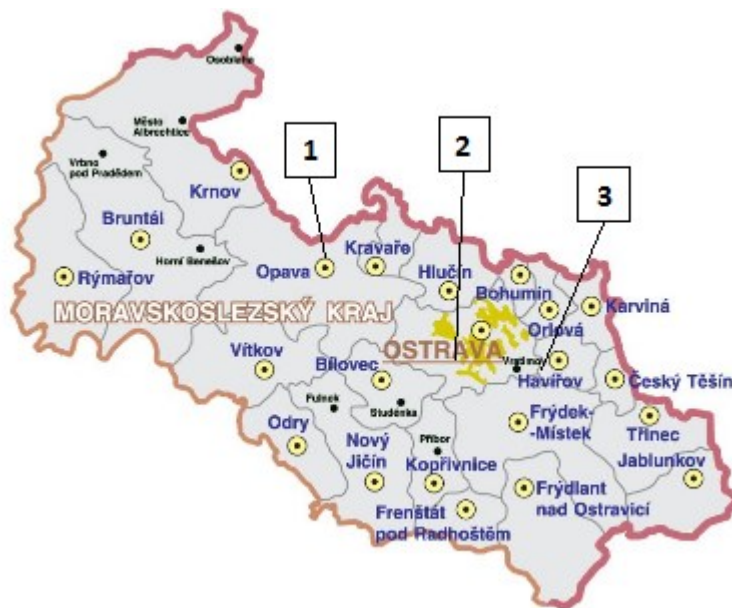 Osoblaha
Město
Albrechtice
1
2
Vrbno
pod Pradědem
Krnov
3
Bruntál
Horní Benešov
Opava
Kravaře
Hlučín
Rýmařov
Bohumín
Karviná
MORAVSKOSLEZSKÝ KRAJ
Orlová
OSTRAVA
Vratimov
Vítkov
Bílovec
Havířov
Český Těšín
Fulnek
Studénka
Odry
Nový
Jičín
Příbor
Kopřivnice
Frýdek-
-Místek
Třinec
Jablunkov
Frenštát
pod Radhoštěm
Frýdlant
nad Ostravicí